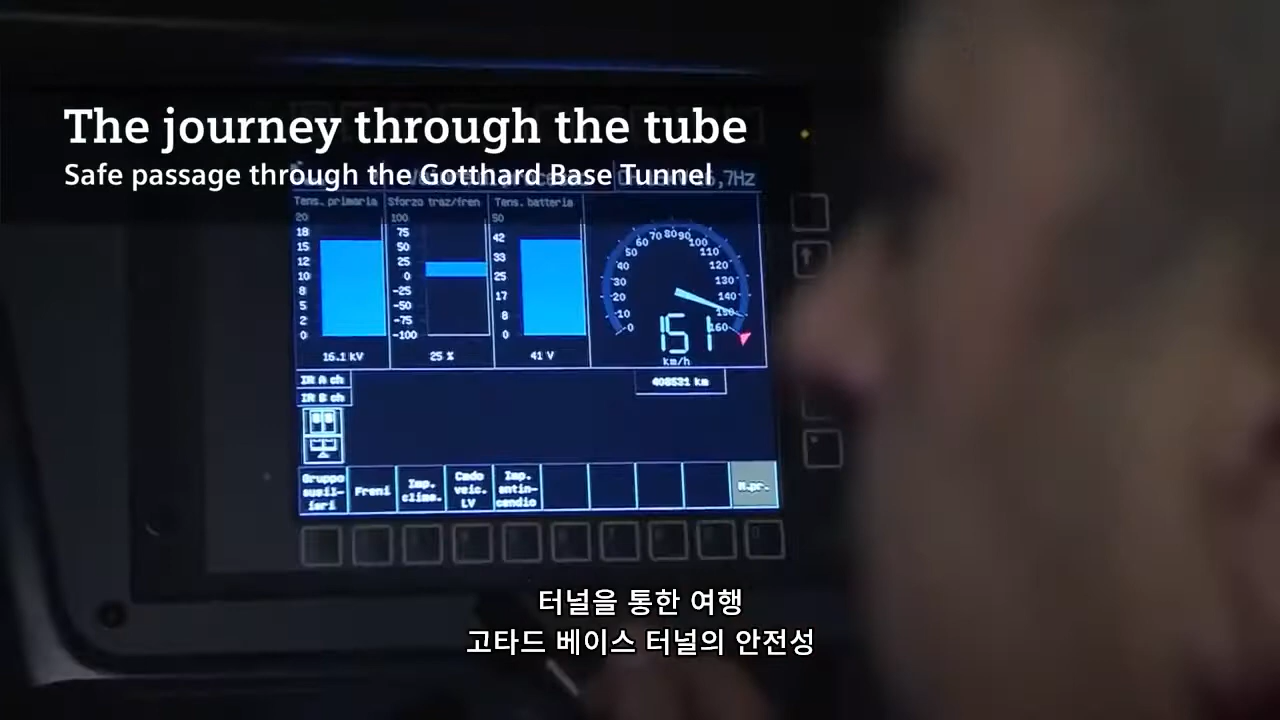 The journey through the tube
Safe passage through the Gotthard Base Tunnel
,7Hz
Tens. primaria
Sforzo traz/fren
Tens. batteria
20
18
15
12
10
8
5
2
0
100
75
50
25
0
-25
-50
-75
-100
50
42
33
25
17
8
0
0
10
20
30
40
50
60
70
80
90
100
110
120
130
140
150
160
151
km/h
16.1 kV
25 %
41 V
408531 km
IR A ch
IR B ch
Gruppo
ausil-
iari
Freni
Imp.
clima.
Cmdo
veic.
LV
Imp.
antin-
cendio
M.pr.
터널을 통한 여행
고타드 베이스 터널의 안전성